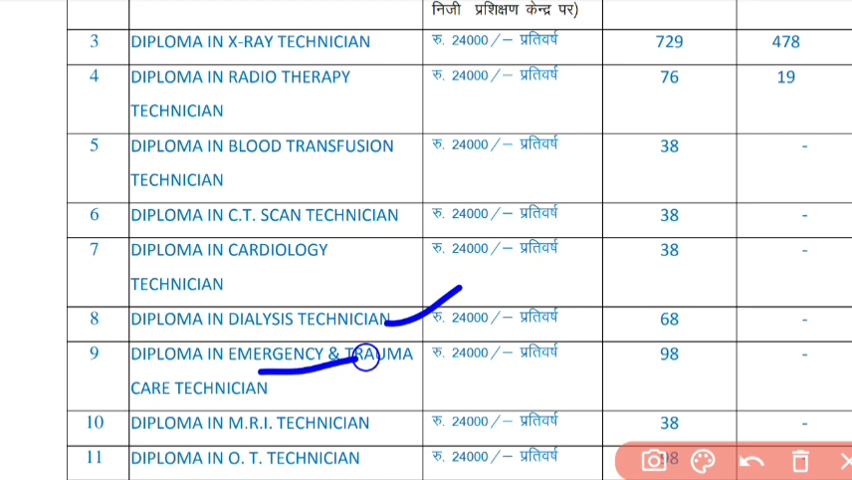 निजी प्रशिक्षण केन्द्र पर)
3 DIPLOMA IN X-RAY TECHNICIAN रु. 24000/– प्रतिवर्ष 729 478
4 DIPLOMA IN RADIO THERAPY रु. 24000/– प्रतिवर्ष 76 19
TECHNICIAN
5 DIPLOMA IN BLOOD TRANSFUSION रु. 24000/– प्रतिवर्ष 38 -
TECHNICIAN
6 DIPLOMA IN C.T. SCAN TECHNICIAN रु. 24000/– प्रतिवर्ष 38 -
7 DIPLOMA IN CARDIOLOGY रु. 24000/– प्रतिवर्ष 38 -
TECHNICIAN
8 DIPLOMA IN DIALYSIS TECHNICIAN रु. 24000/– प्रतिवर्ष 68 -
9 DIPLOMA IN EMERGENCY & TRAUMA रु. 24000/– प्रतिवर्ष 98 -
CARE TECHNICIAN
10 DIPLOMA IN M.R.I. TECHNICIAN रु. 24000/– प्रतिवर्ष 38 -
11 DIPLOMA IN O. T. TECHNICIAN रु. 24000/– प्रतिवर्ष 98 -